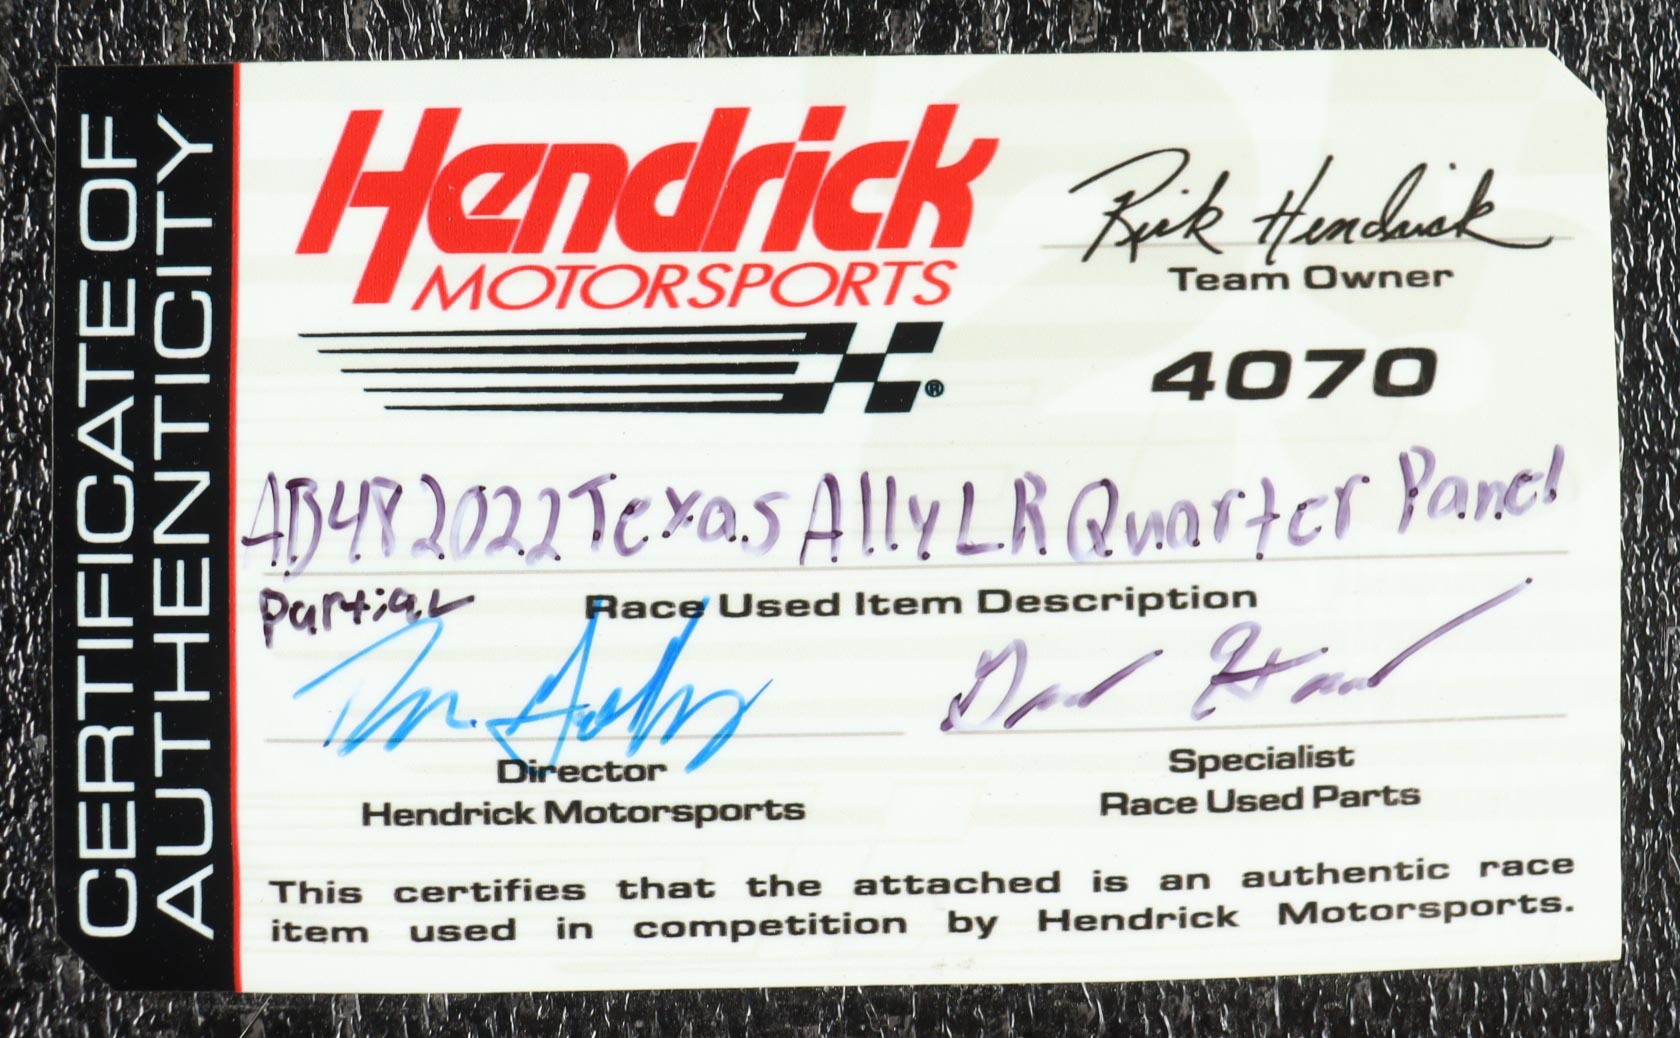 CERTIFICATE OF
AUTHENTICITY
Hendrick
MOTORSPORTS
®
Rick Hendrick
Team Owner
4070
AB48 2022 Texas Ally LR Quarter Panel
Partial
Race Used Item Description
Director
Hendrick Motorsports
Specialist
Race Used Parts
This certifies that the attached is an authentic race
item used in competition by Hendrick Motorsports.